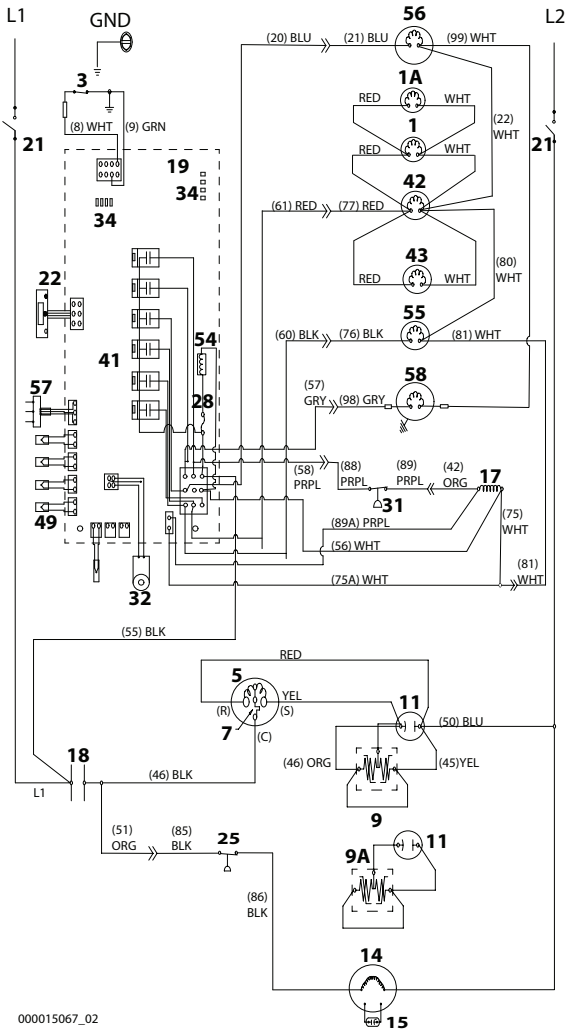 L1
GND
56
L2
(20) BLU
(21) BLU
(99) WHT
3
1A
RED
WHT
(8) WHT
(9) GRN
(22)
WHT
21
19
1
21
34
RED
WHT
34
42
(61) RED
(77) RED
43
(80)
WHT
22
RED
WHT
55
54
(60) BLK
(76) BLK
(81) WHT
41
57
28
(57)
GRY
(98) GRY
58
(58)
PRPL
(88)
PRPL
(89)
PRPL
(42)
ORG
17
31
49
(89A) PRPL
(75)
WHT
(56) WHT
(81)
WHT
(75A) WHT
32
(55) BLK
RED
5
YEL
(R)
(S)
11
7
(C)
(50) BLU
18
(46) BLK
(46) ORG
(45)YEL
L1
9
(51)
ORG
(85)
BLK
25
11
9A
(86)
BLK
14
15
000015067_02